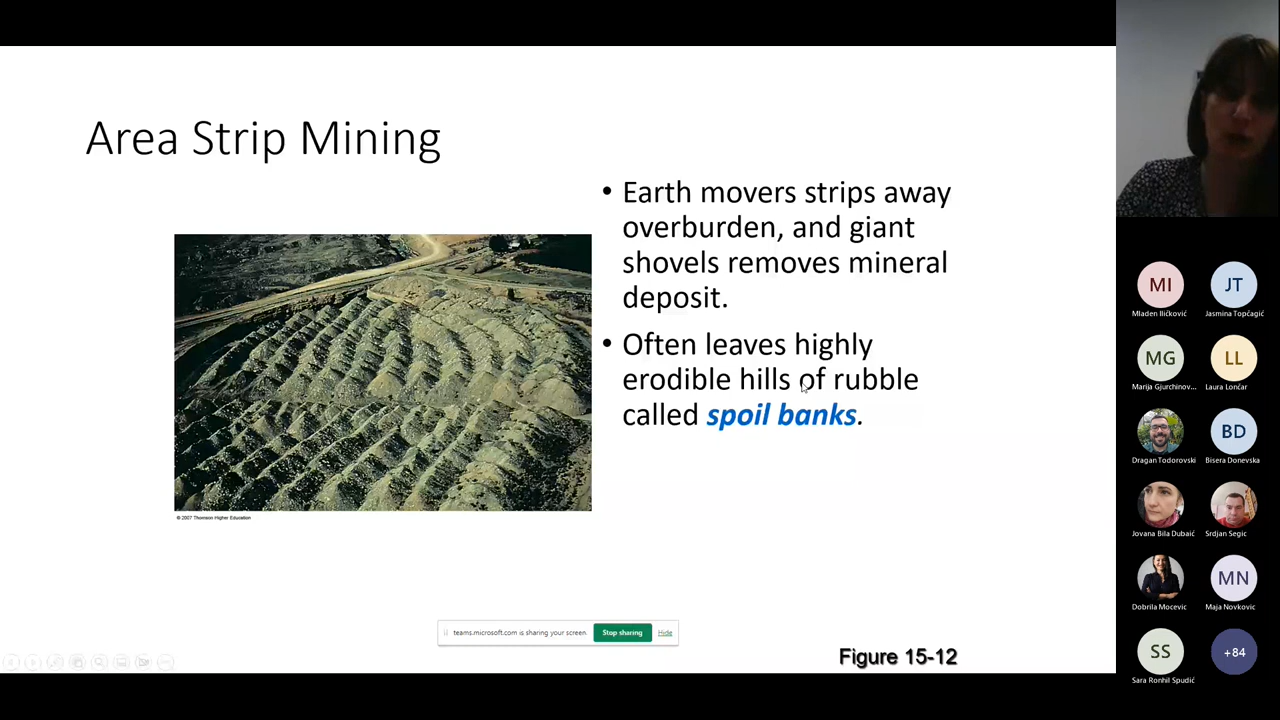 Area Strip Mining
• Earth movers strips away
overburden, and giant
shovels removes mineral
deposit.
• Often leaves highly
erodible hills of rubble
called spoil banks.
© 2007 Thomson Higher Education
teams.microsoft.com is sharing your screen.
Stop sharing
Hide
Figure 15-12
MI
JT
Mladen Iličković
Jasmina Topčagić
MG
LL
Marija Gjurchinov...
Laura Lončar
BD
Dragan Todorovski
Bisera Donevska
Jovana Bila Dubaić
Srdjan Segic
MN
Dobrila Mocevic
Maja Novkovic
SS
+84
Sara Ronhil Spudić